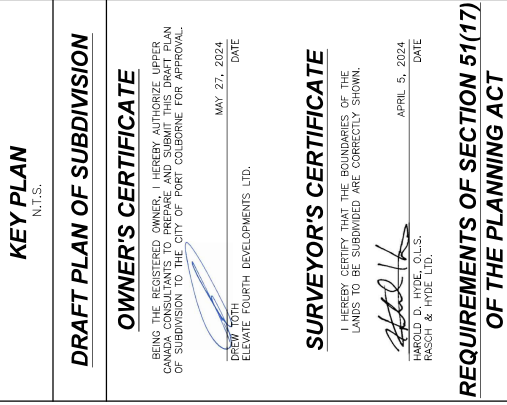 KEY PLAN
N.T.S.
DRAFT PLAN OF SUBDIVISION
OWNER'S CERTIFICATE
BEING THE REGISTERED OWNER, I HEREBY AUTHORIZE UPPER
CANADA CONSULTANTS TO PREPARE AND SUBMIT THIS DRAFT PLAN
OF SUBDIVISION TO THE CITY OF PORT COLBORNE FOR APPROVAL.
MAY 27, 2024
DREW TOTH
DATE
ELEVATE FOURTH DEVELOPMENTS LTD.
SURVEYOR'S CERTIFICATE
I HEREBY CERTIFY THAT THE BOUNDARIES OF THE
LANDS TO BE SUBDIVIDED ARE CORRECTLY SHOWN.
APRIL 5, 2024
HAROLD D. HYDE, O.L.S.
DATE
RASCH & HYDE LTD.
REQUIREMENTS OF SECTION 51(17)
OF THE PLANNING ACT